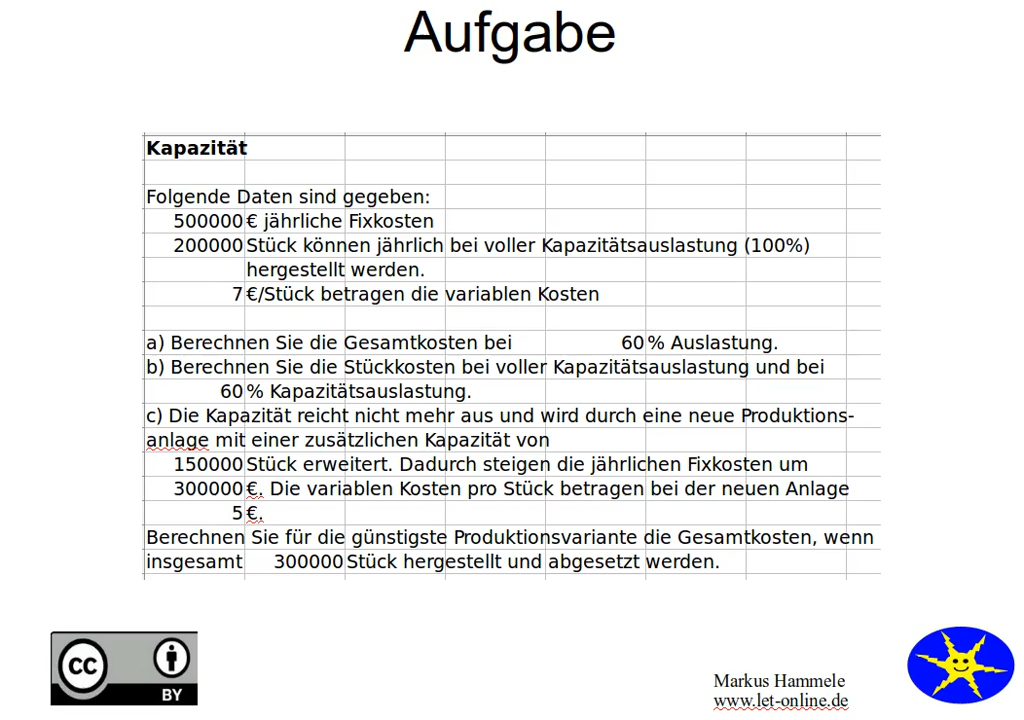 Aufgabe
Kapazität
Folgende Daten sind gegeben:
500000 € jährliche Fixkosten
200000 Stück können jährlich bei voller Kapazitätsauslastung (100%)
hergestellt werden.
7 €/Stück betragen die variablen Kosten
a) Berechnen Sie die Gesamtkosten bei 60 % Auslastung.
b) Berechnen Sie die Stückkosten bei voller Kapazitätsauslastung und bei
60 % Kapazitätsauslastung.
c) Die Kapazität reicht nicht mehr aus und wird durch eine neue Produktions-
anlage mit einer zusätzlichen Kapazität von
150000 Stück erweitert. Dadurch steigen die jährlichen Fixkosten um
300000 €. Die variablen Kosten pro Stück betragen bei der neuen Anlage
5 €.
Berechnen Sie für die günstigste Produktionsvariante die Gesamtkosten, wenn
insgesamt 300000 Stück hergestellt und abgesetzt werden.
CC
BY
Markus Hammele
www.let-online.de